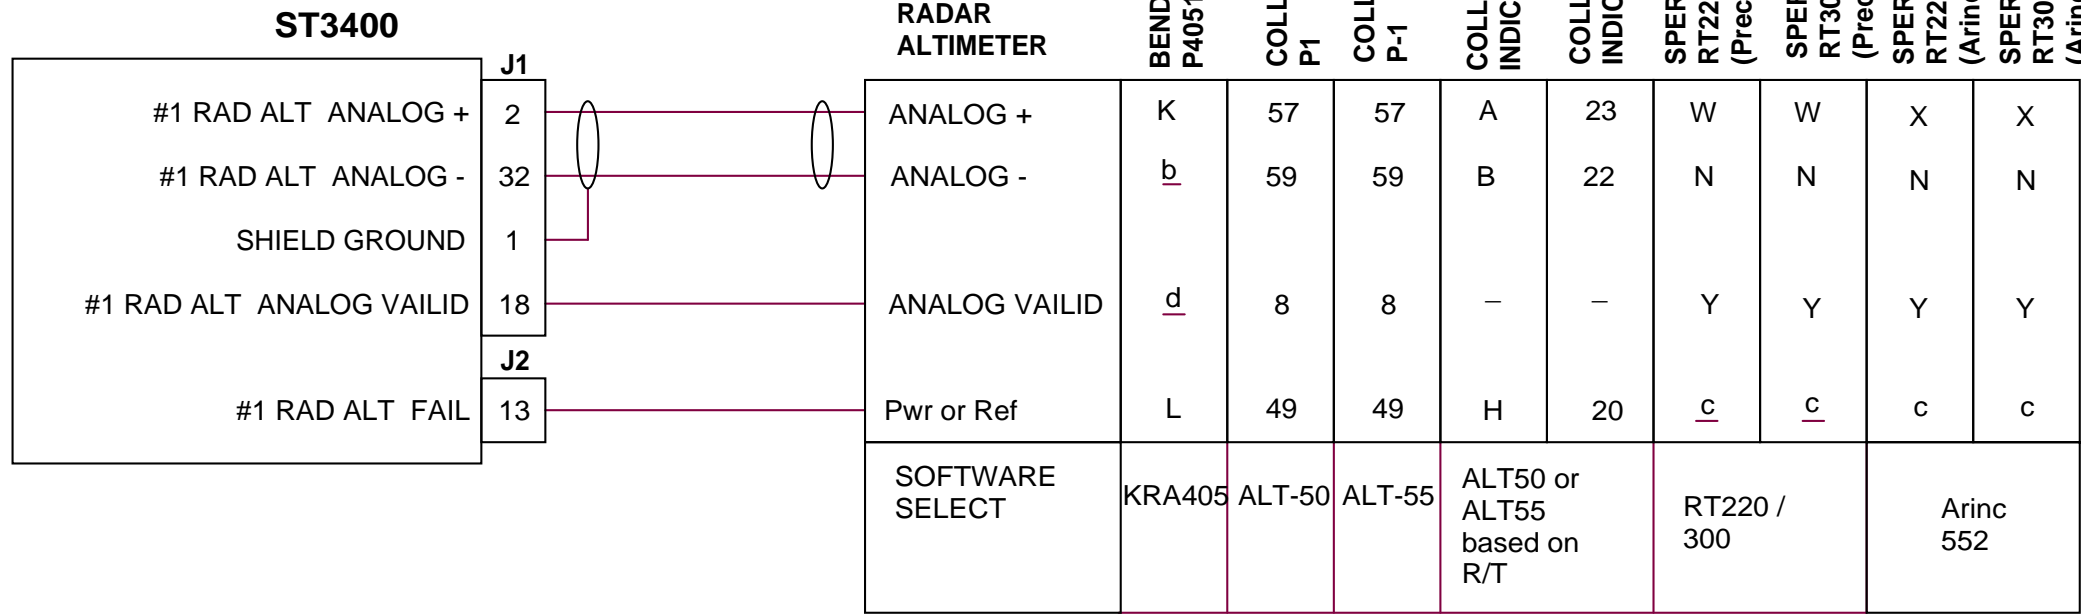 ST3400
RADAR
ALTIMETER
P4051
P1
P-1
J1
#1 RAD ALT ANALOG + 2 ANALOG + K 57 57 A 23 W W X X
#1 RAD ALT ANALOG - 32 ANALOG - b 59 59 B 22 N N N N
SHIELD GROUND 1
#1 RAD ALT ANALOG VAILID 18 ANALOG VAILID d 8 8 – – Y Y Y Y
J2
#1 RAD ALT FAIL 13 Pwr or Ref L 49 49 H 20 c c c c
SOFTWARE
SELECT
KRA405 ALT-50 ALT-55
ALT50 or
ALT55
based on
R/T
RT220 /
300
Arinc
552